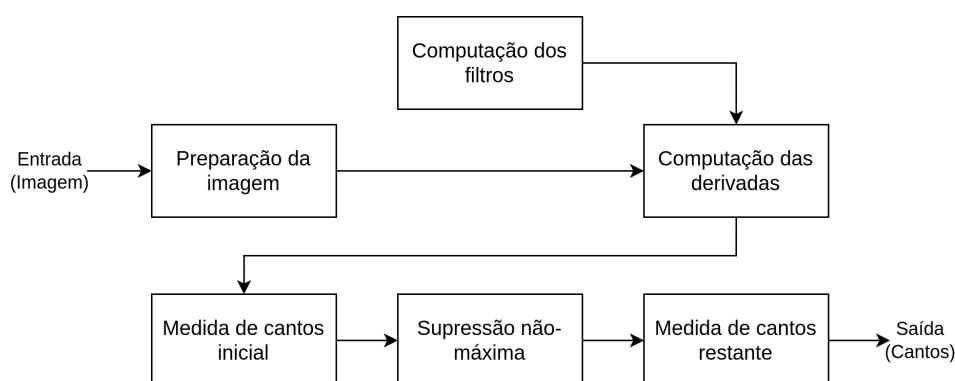 Computação dos
filtros
Entrada
(Imagem)
Preparação da
imagem
Computação das
derivadas
Medida de cantos
inicial
Supressão não-
máxima
Medida de cantos
restante
Saída
(Cantos)